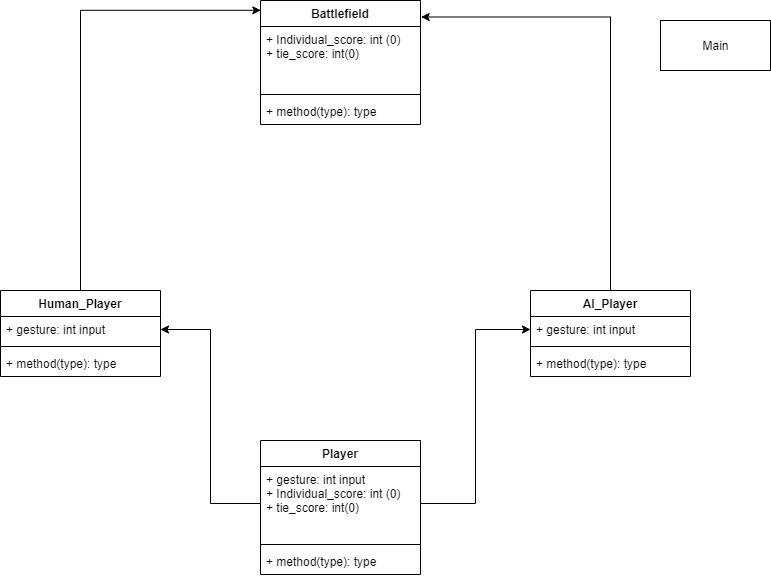 Battlefield
+ Individual_score: int (0)
+ tie_score: int(0)
+ method(type): type
Main
Human_Player
+ gesture: int input
+ method(type): type
AI_Player
+ gesture: int input
+ method(type): type
Player
+ gesture: int input
+ Individual_score: int (0)
+ tie_score: int(0)
+ method(type): type